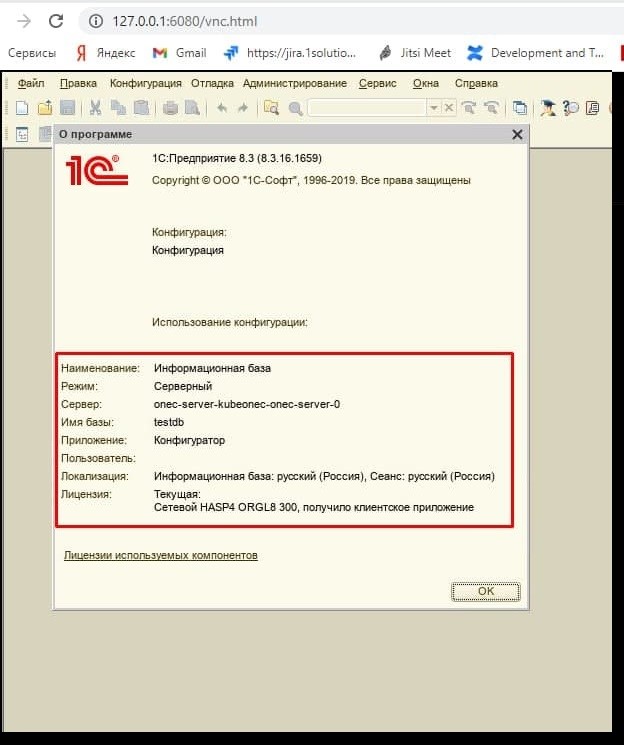 127.0.0.1:6080/vnc.html
Сервисы Яндекс Gmail https://jira.1solutio... Jitsi Meet Development and T...
Файл Правка Конфигурация Отладка Администрирование Сервис Окна Справка
О программе
1С® 1С:Предприятие 8.3 (8.3.16.1659)
Copyright © ООО "1С-Софт", 1996-2019. Все права защищены
Конфигурация:
Конфигурация
Использование конфигурации:
Наименование: Информационная база
Режим: Серверный
Сервер: onec-server-kubeonec-onec-server-0
Имя базы: testdb
Приложение: Конфигуратор
Пользователь:
Локализация: Информационная база: русский (Россия), Сеанс: русский (Россия)
Лицензия: Текущая:
Сетевой HASP4 ORGL8 300, получило клиентское приложение
Лицензии используемых компонентов
OK